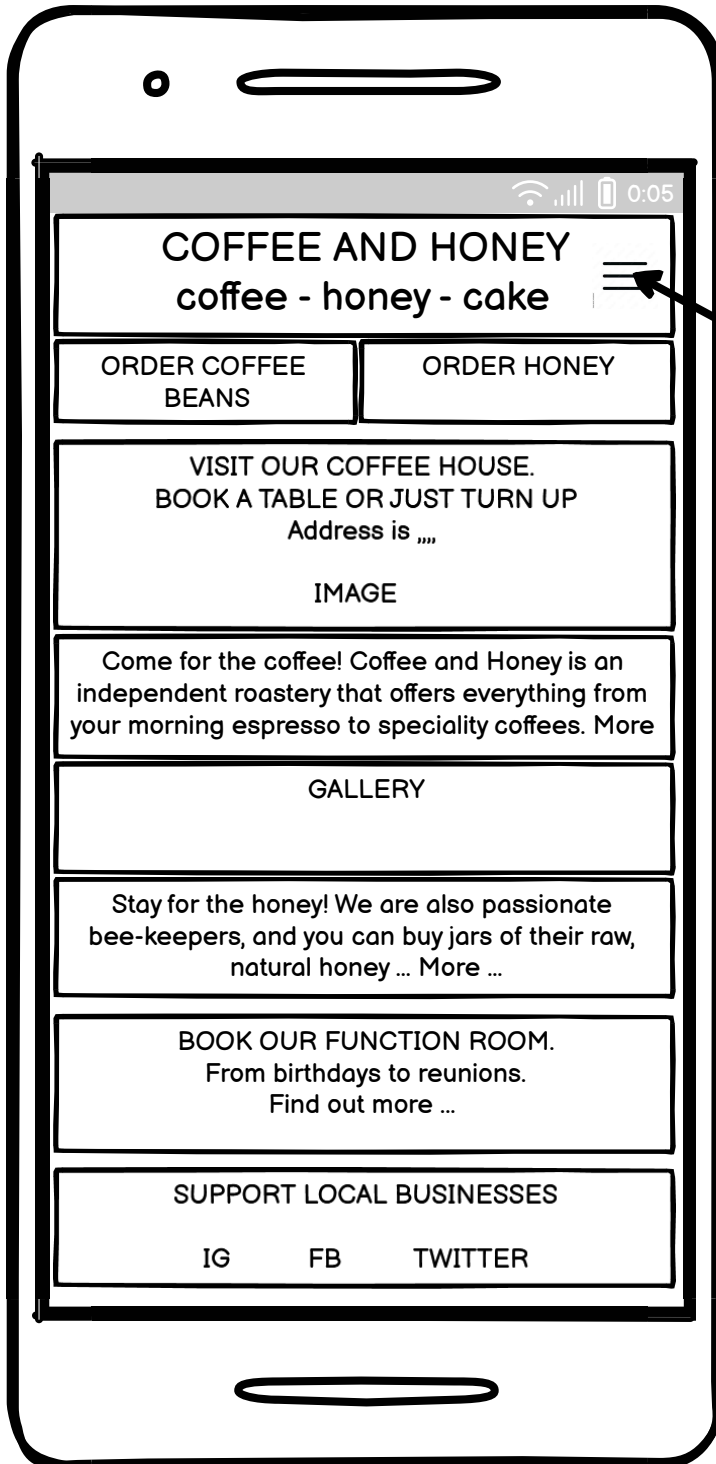 0:05
COFFEE AND HONEY
coffee - honey - cake
ORDER COFFEE
BEANS
ORDER HONEY
VISIT OUR COFFEE HOUSE.
BOOK A TABLE OR JUST TURN UP
Address is ,,,,
IMAGE
Come for the coffee! Coffee and Honey is an
independent roastery that offers everything from
your morning espresso to speciality coffees. More
GALLERY
Stay for the honey! We are also passionate
bee-keepers, and you can buy jars of their raw,
natural honey ... More ...
BOOK OUR FUNCTION ROOM.
From birthdays to reunions.
Find out more ...
SUPPORT LOCAL BUSINESSES
IG FB TWITTER